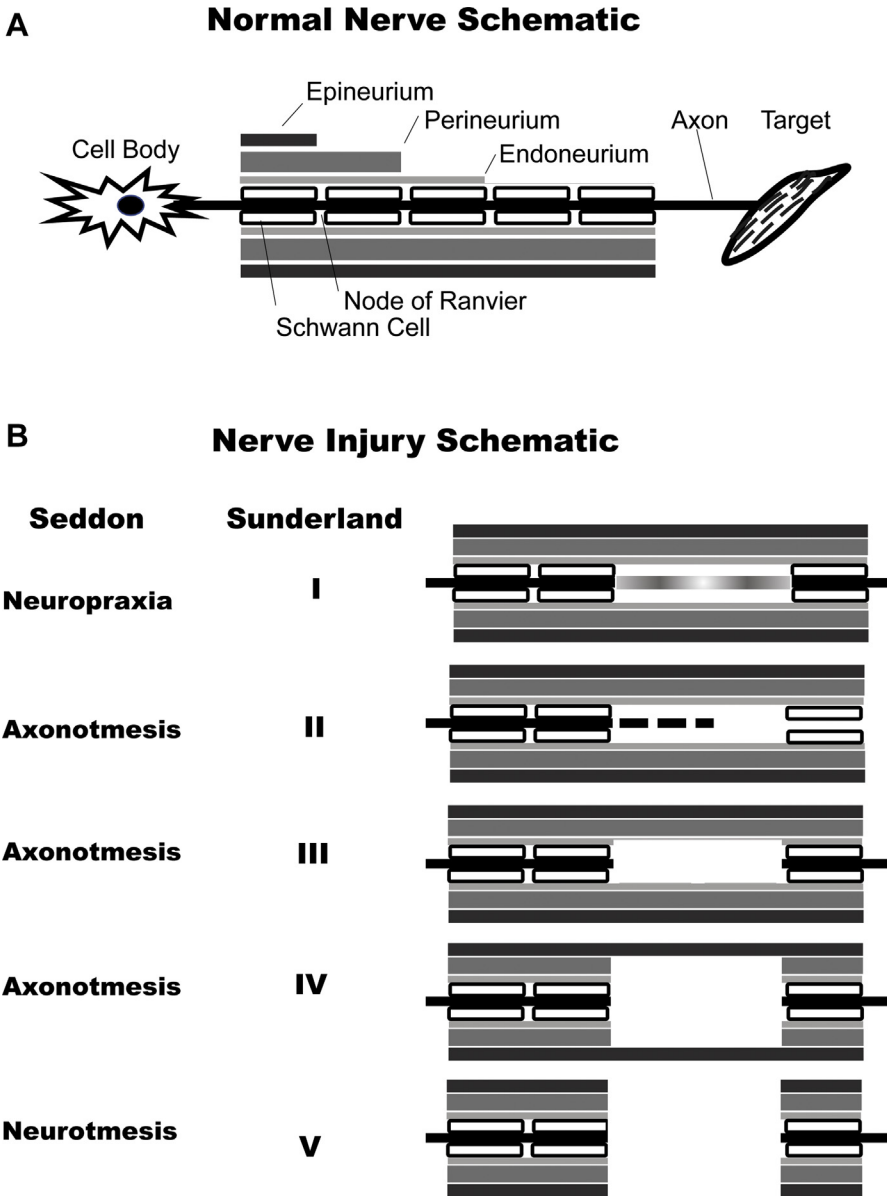 A
Normal Nerve Schematic
Epineurium
Perineurium
Axon Target
Cell Body
Endoneurium
Node of Ranvier
Schwann Cell
B
Nerve Injury Schematic
Seddon Sunderland
Neuropraxia I
Axonotmesis II
Axonotmesis III
Axonotmesis IV
Neurotmesis V